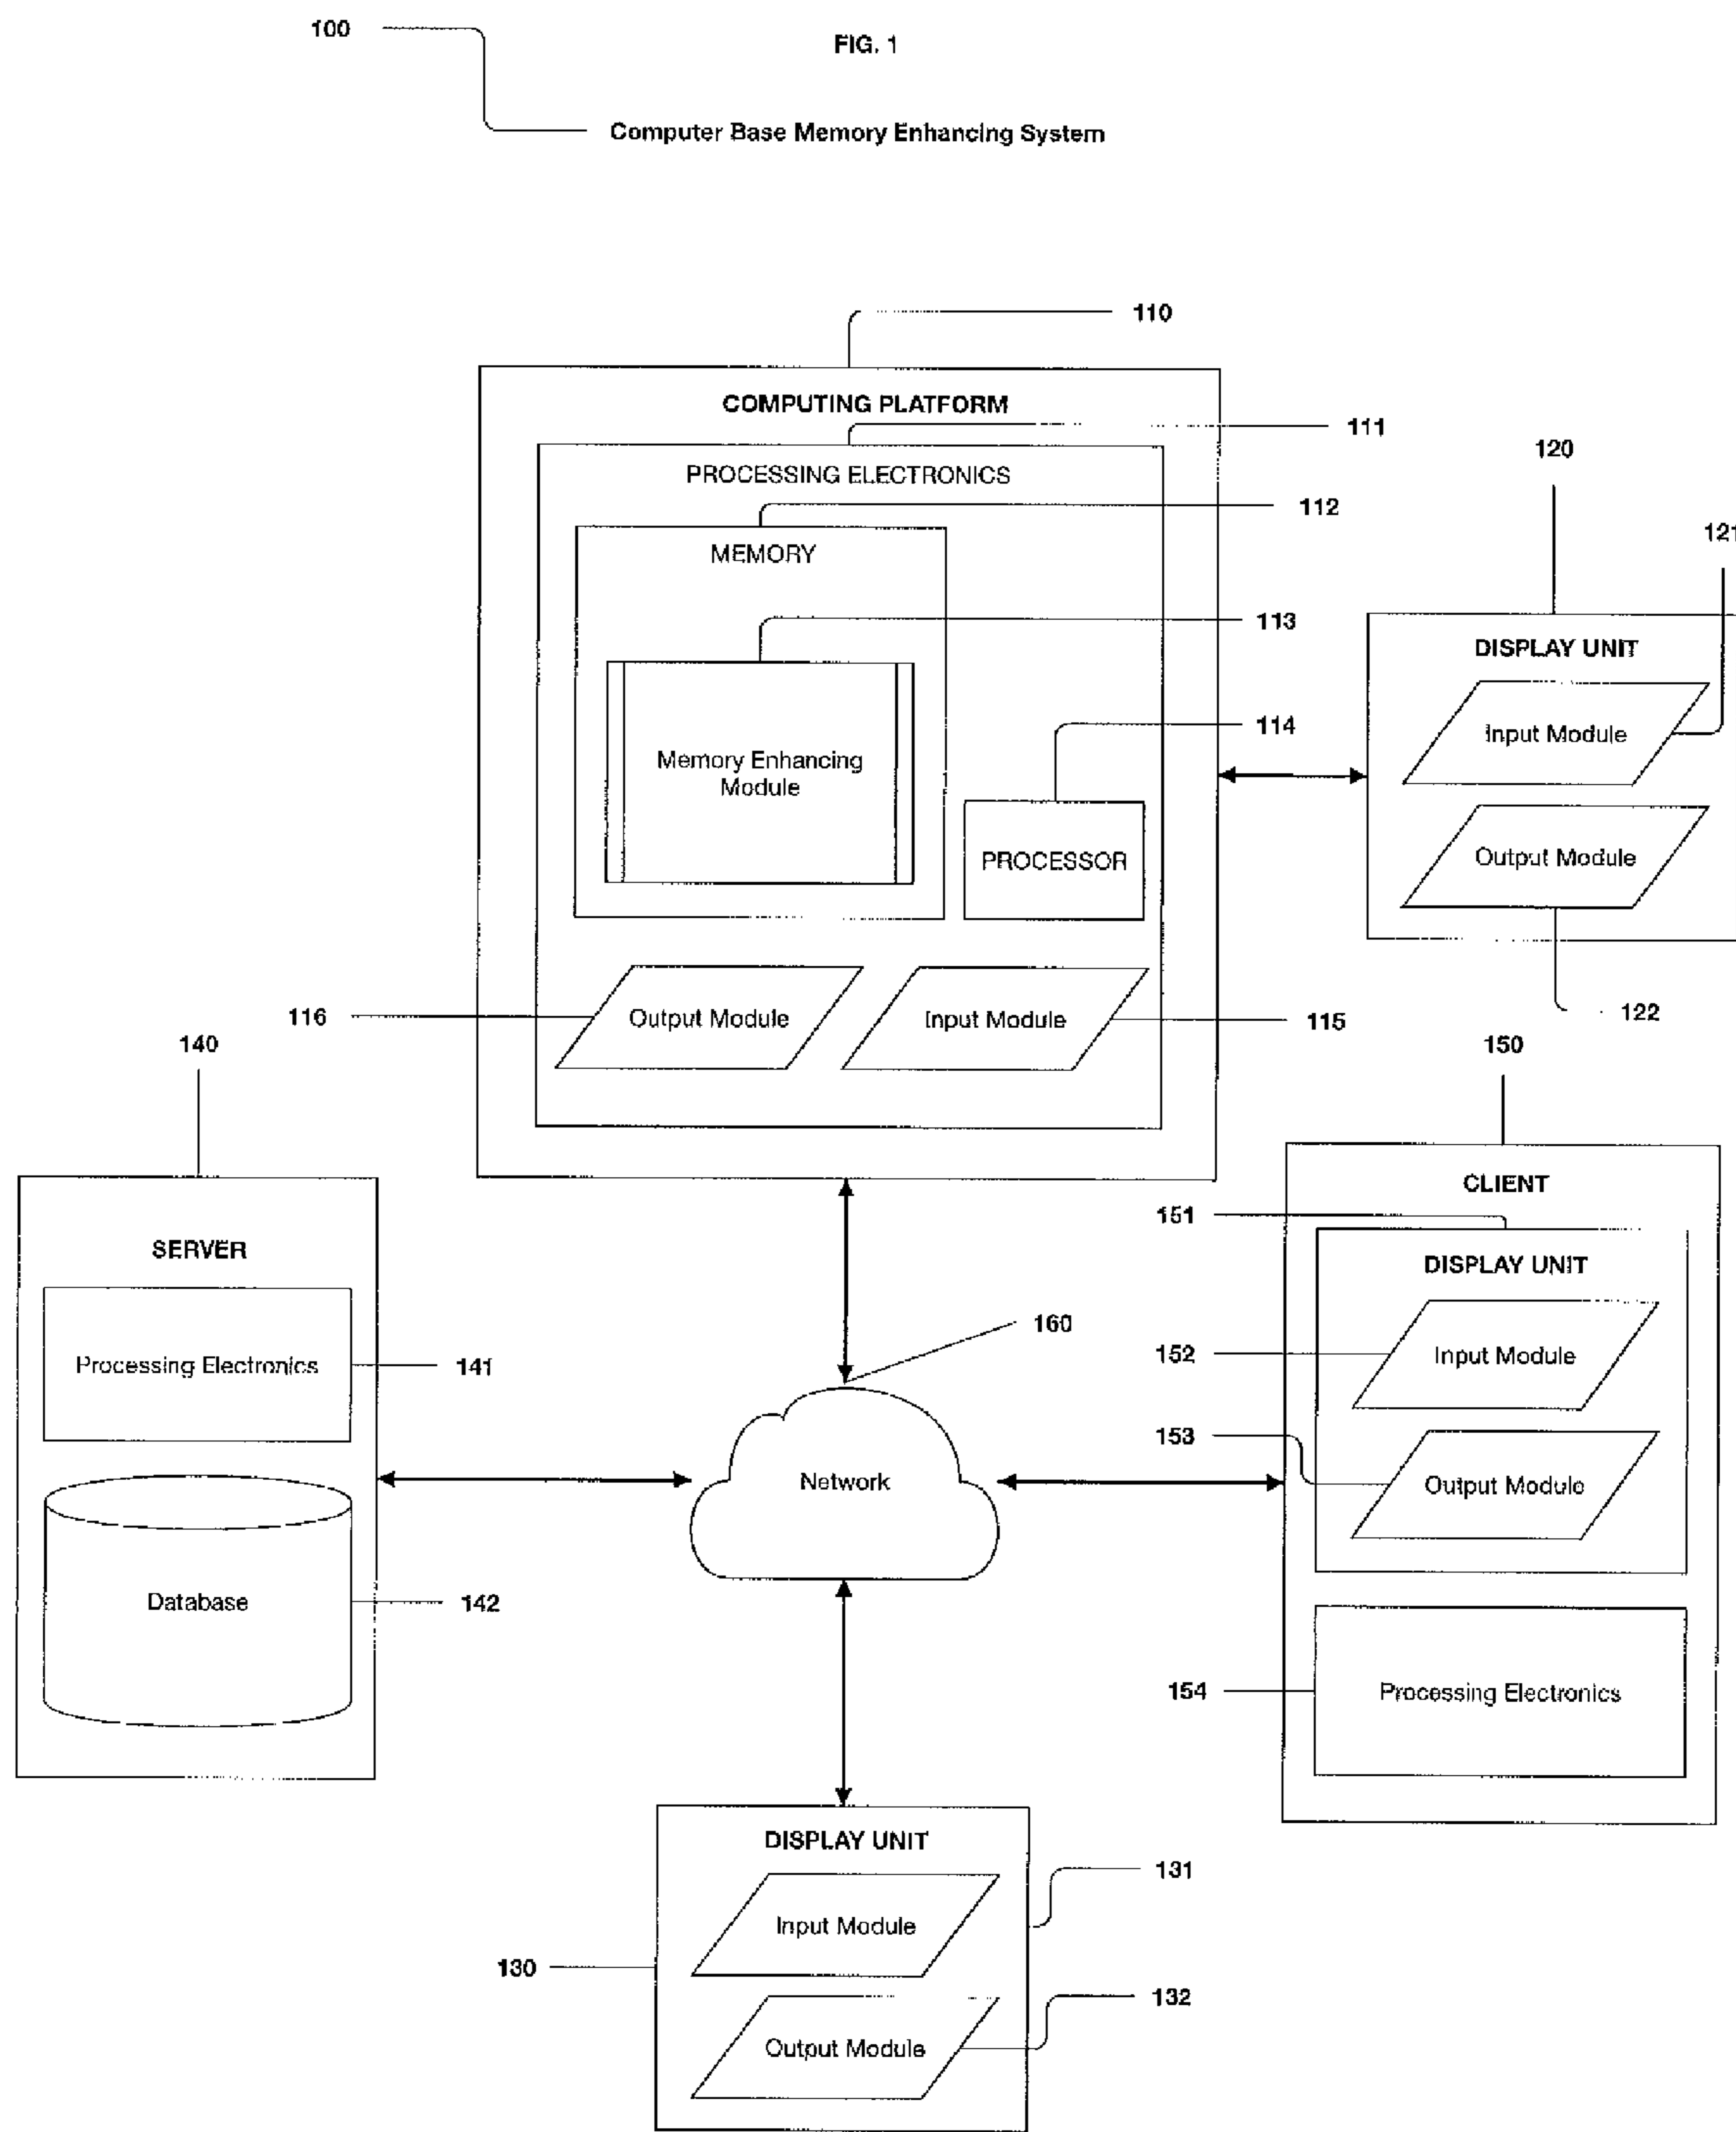 100
FIG. 1
Computer Base Memory Enhancing System
110
COMPUTING PLATFORM
111
PROCESSING ELECTRONICS
112
MEMORY
113
Memory Enhancing
Module
114
PROCESSOR
116
Output Module
Input Module
115
120
121
DISPLAY UNIT
Input Module
Output Module
122
140
SERVER
Processing Electronics
141
Database
142
150
CLIENT
151
DISPLAY UNIT
152
Input Module
153
Output Module
154
Processing Electronics
160
Network
DISPLAY UNIT
131
Input Module
130
132
Output Module